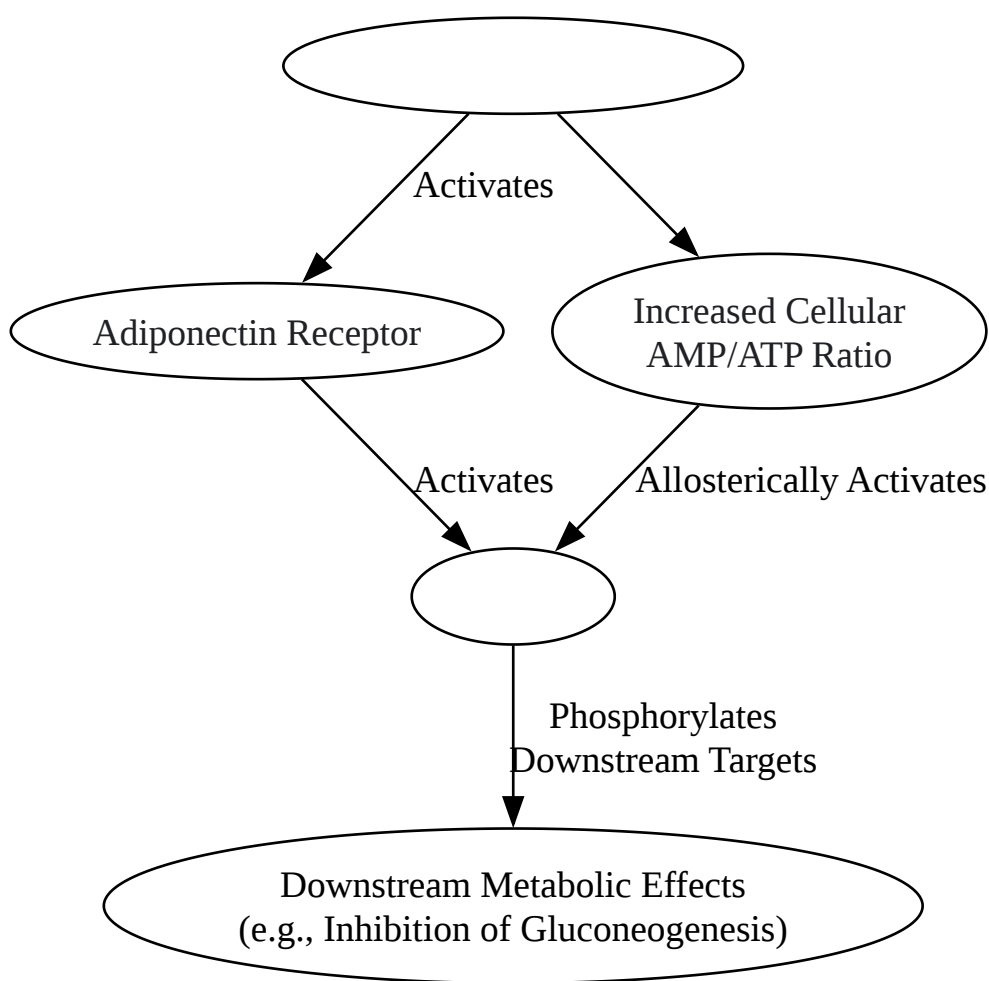 Activates
Adiponectin Receptor
Increased Cellular
AMP/ATP Ratio
Activates
Allosterically Activates
Phosphorylates
Downstream Targets
Downstream Metabolic Effects
(e.g., Inhibition of Gluconeogenesis)